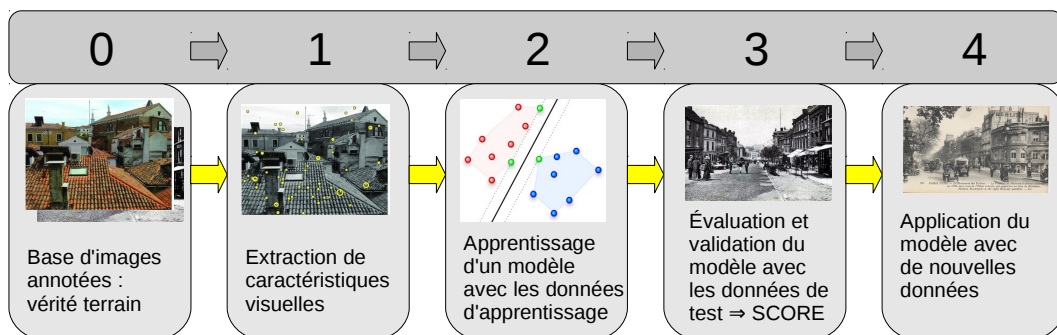 0
1
2
3
4
Base d'images
annotées :
vérité terrain
Extraction de
caractéristiques
visuelles
Apprentissage
d'un modèle
avec les données
d'apprentissage
Évaluation et
validation du
modèle avec
les données de
test ⇒ SCORE
Application du
modèle avec
de nouvelles
données